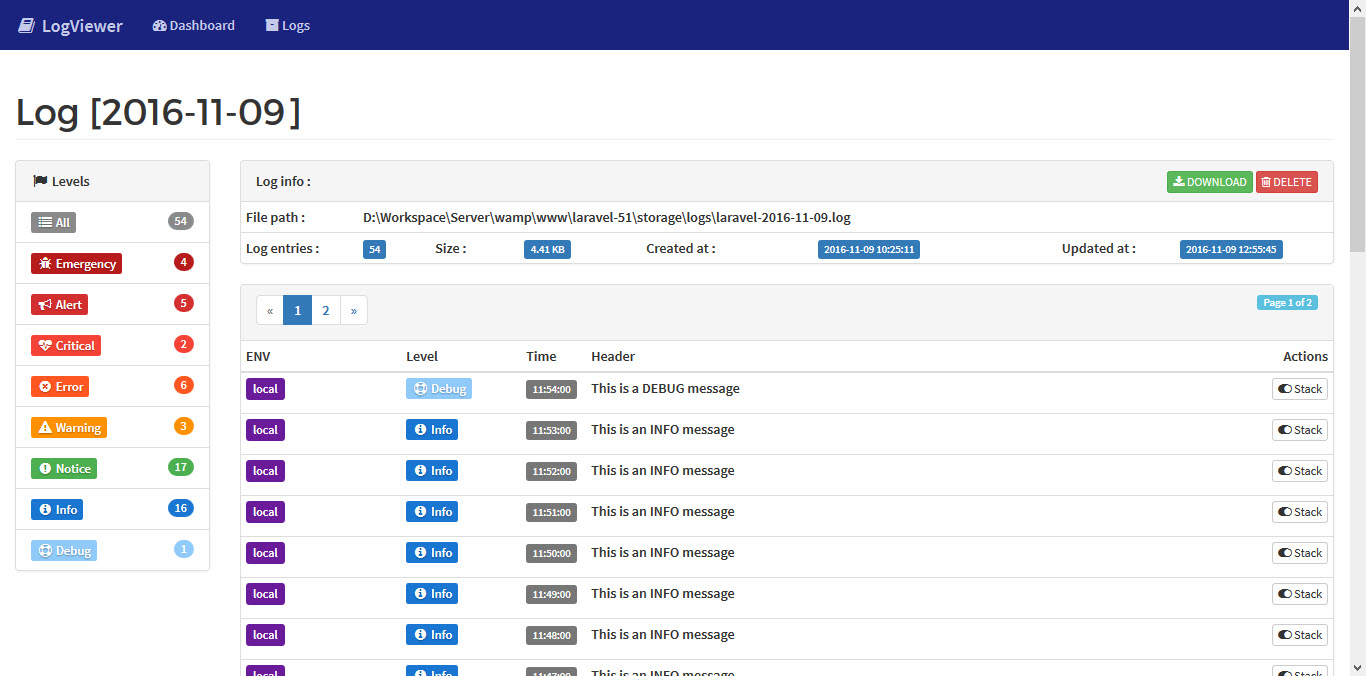 LogViewer Dashboard Logs
Log [2016-11-09]
Levels
All 54
Emergency 4
Alert 5
Critical 2
Error 6
Warning 3
Notice 17
Info 16
Debug 1
Log info : DOWNLOAD DELETE
File path : D:\Workspace\Server\wamp\www\laravel-51\storage\logs\laravel-2016-11-09.log
Log entries : 54 Size : 4.41 KB Created at : 2016-11-09 10:25:11 Updated at : 2016-11-09 12:55:45
« 1 2 » Page 1 of 2
ENV Level Time Header Actions
local Debug 11:54:00 This is a DEBUG message Stack
local Info 11:53:00 This is an INFO message Stack
local Info 11:52:00 This is an INFO message Stack
local Info 11:51:00 This is an INFO message Stack
local Info 11:50:00 This is an INFO message Stack
local Info 11:49:00 This is an INFO message Stack
local Info 11:48:00 This is an INFO message Stack
local Info 11:47:00 This is an INFO message Stack